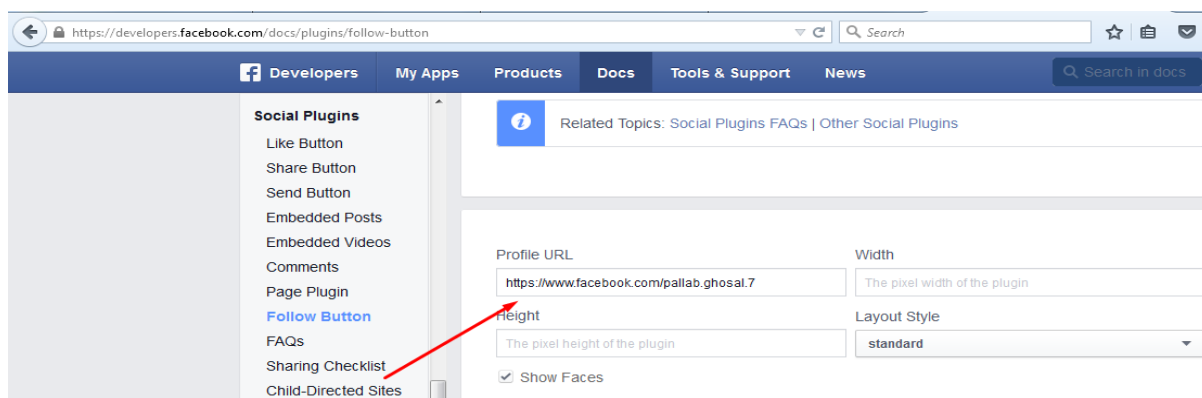 https://developers.facebook.com/docs/plugins/follow-button
Search
Developers
My Apps
Products
Docs
Tools & Support
News
Search in docs
Social Plugins
Like Button
Share Button
Send Button
Embedded Posts
Embedded Videos
Comments
Page Plugin
Follow Button
FAQs
Sharing Checklist
Child-Directed Sites
Related Topics: Social Plugins FAQs | Other Social Plugins
Profile URL
Width
https://www.facebook.com/pallab.ghosal.7
The pixel width of the plugin
Height
Layout Style
The pixel height of the plugin
standard
Show Faces